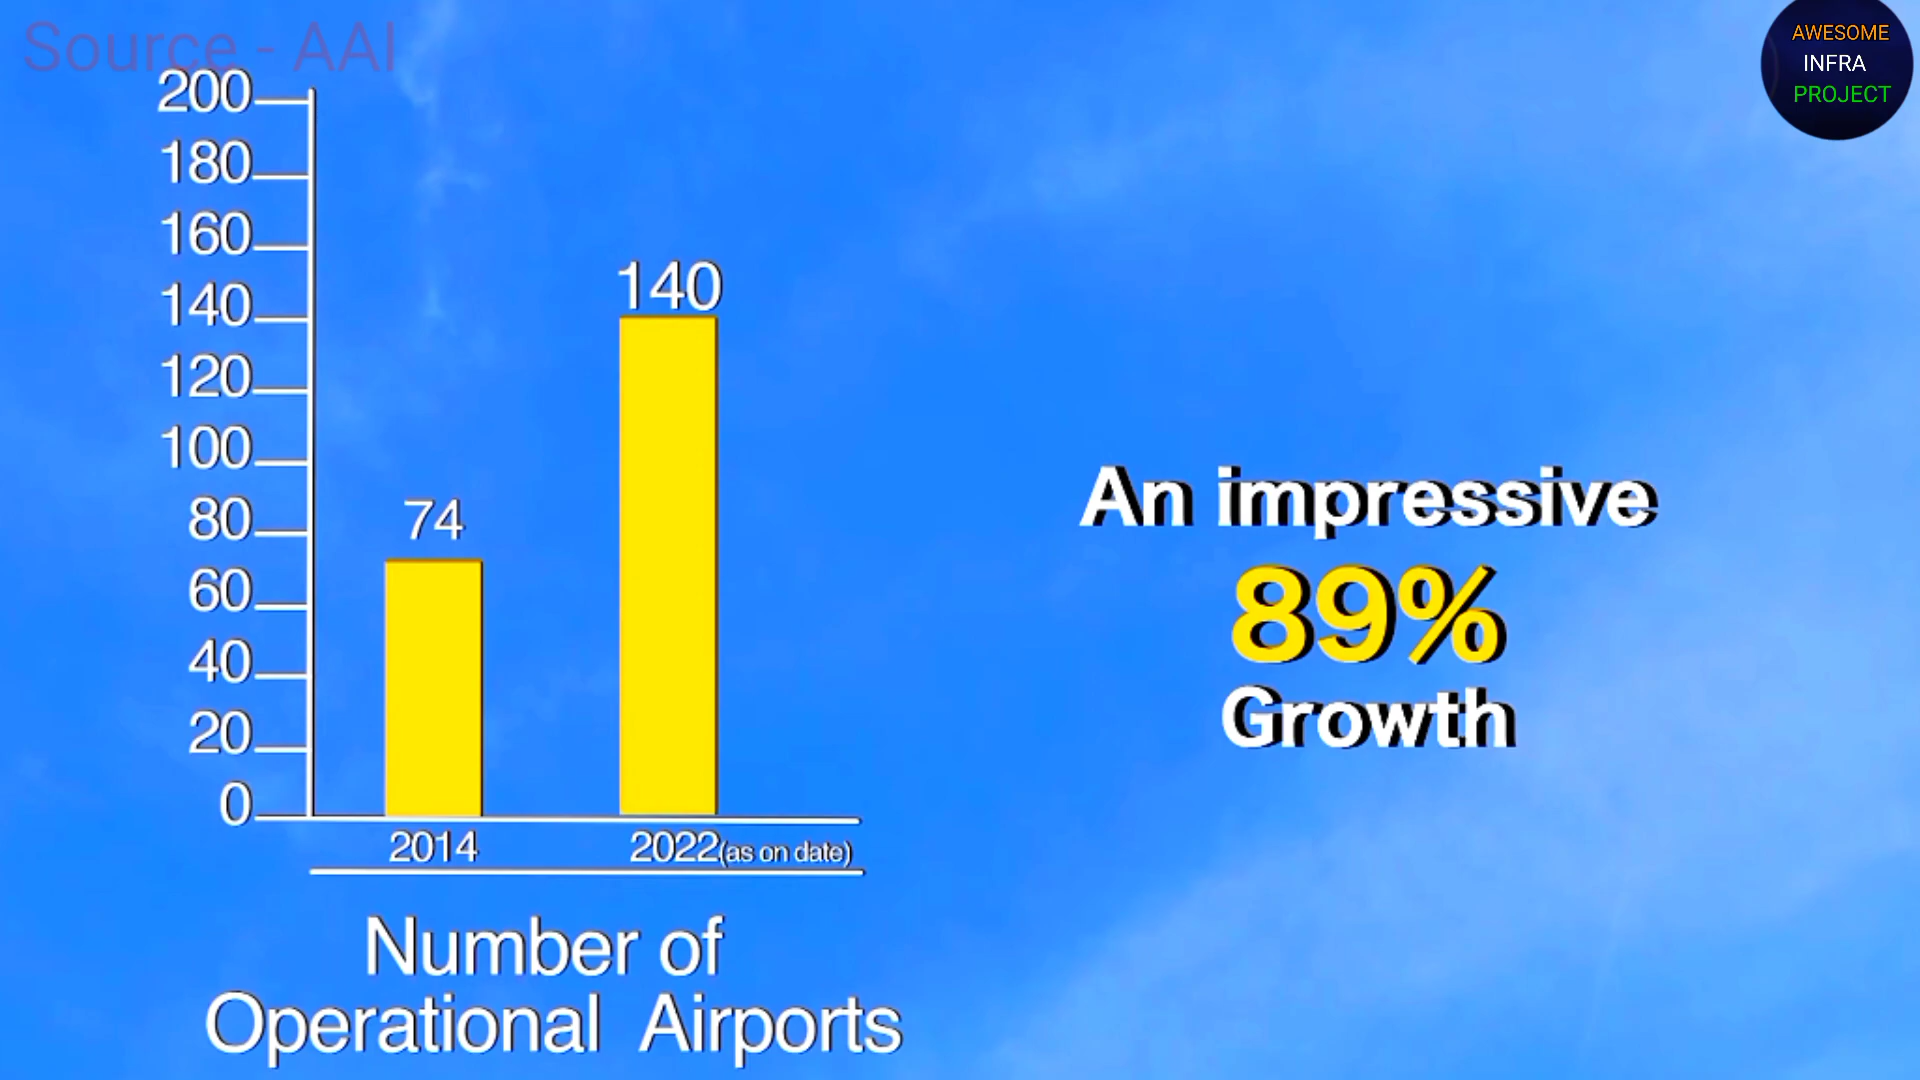 Source - AAI
AWESOME
INFRA
PROJECT
200
180
160
140
120
100
80
60
40
20
0
74
140
2014
2022(as on date)
Number of
Operational Airports
An impressive
89%
Growth